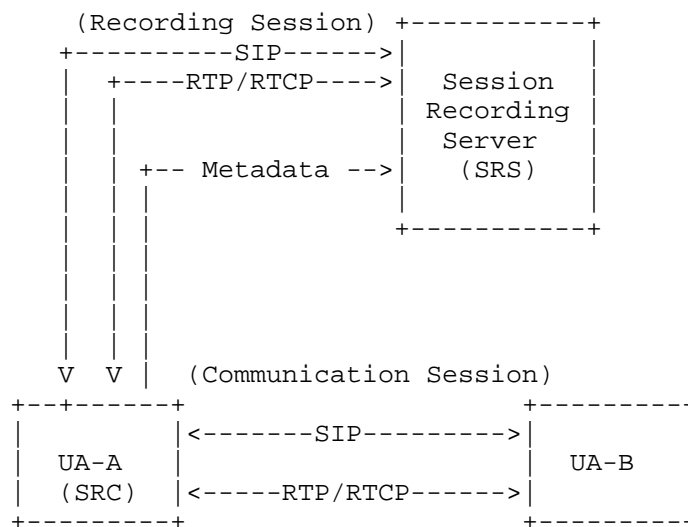 (Recording Session) +-----------+
+----------SIP------>|           |
|  +----RTP/RTCP---->|  Session  |
|  |                 | Recording |
|  |                 |  Server   |
|  | +-- Metadata -->|   (SRS)   |
|  | |               |           |
|  | |               +-----------+
|  | |
|  | |
|  | |
|  | |
V  V |  (Communication Session)
+--+------+                     +----------
|         |<-------SIP--------->|
|  UA-A   |                     |  UA-B
|  (SRC)  |<-----RTP/RTCP------>|
+---------+                     +----------